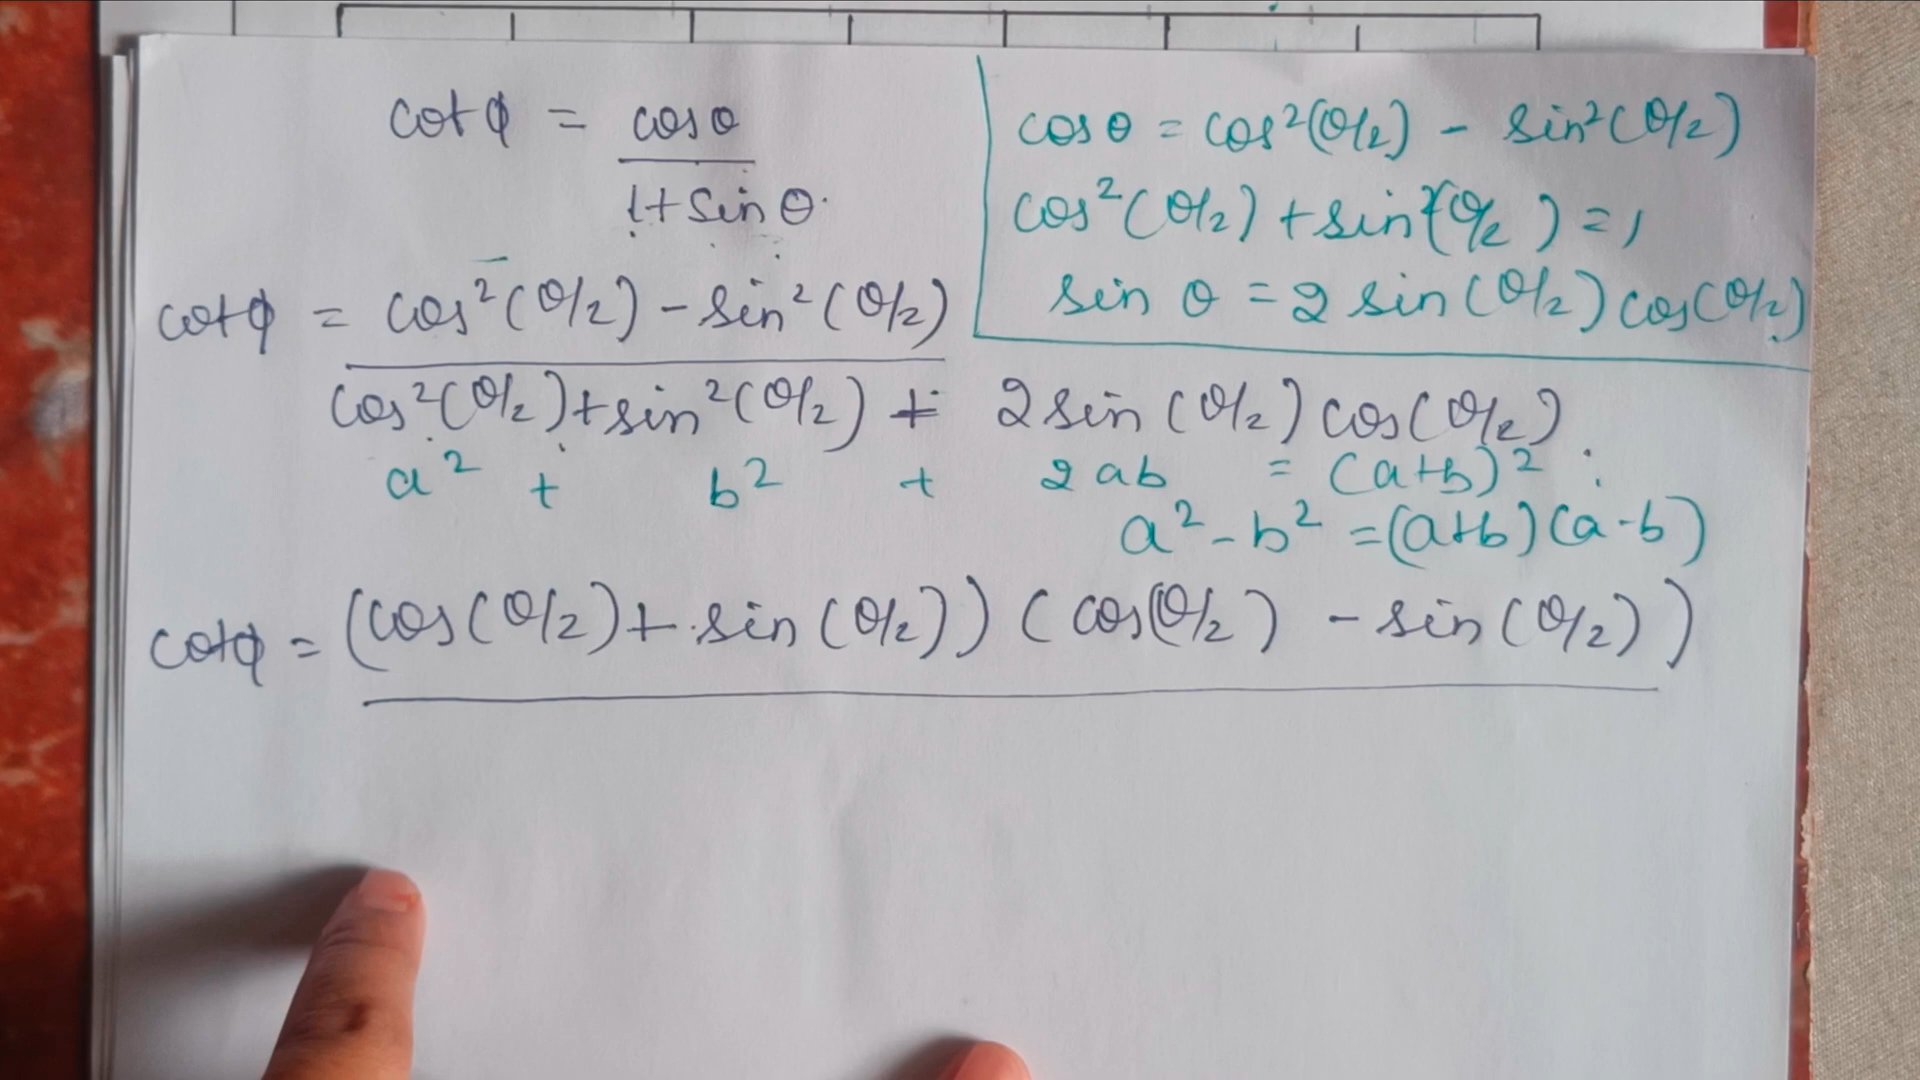 cot φ = cos θ
1 + sin θ
cos θ = cos²(θ/2) - sin²(θ/2)
cos²(θ/2) + sin²(θ/2) = 1
sin θ = 2 sin(θ/2) cos(θ/2)
cot φ = cos²(θ/2) - sin²(θ/2)
cos²(θ/2) + sin²(θ/2) + 2 sin(θ/2) cos(θ/2)
a² + b² + 2ab = (a+b)²
a² - b² = (a+b)(a-b)
cot φ = (cos(θ/2) + sin(θ/2)) (cos(θ/2) - sin(θ/2))